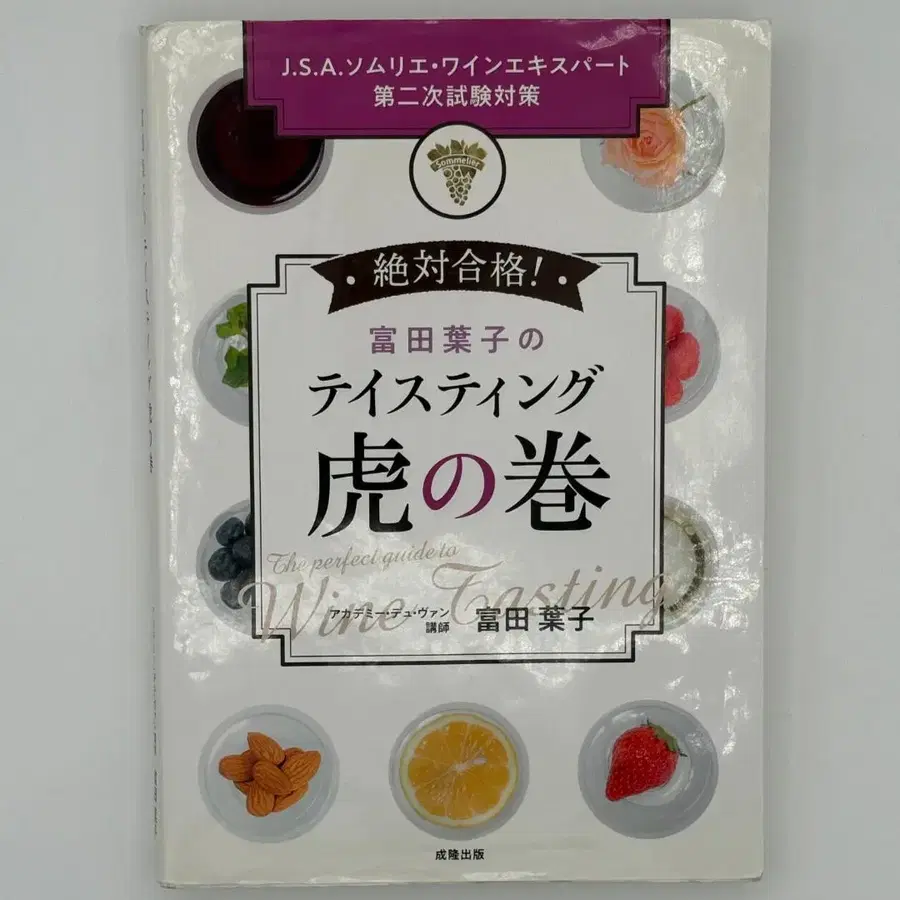 J.S.A.ソムリエ・ワインエキスパート
第二次試験対策
Sommelier
・絶対合格!・
富田葉子の
テイスティング
虎の巻
The perfect guide to
Wine Tasting
アカデミー・デュ・ヴァン
講師
富田 葉子
成隆出版